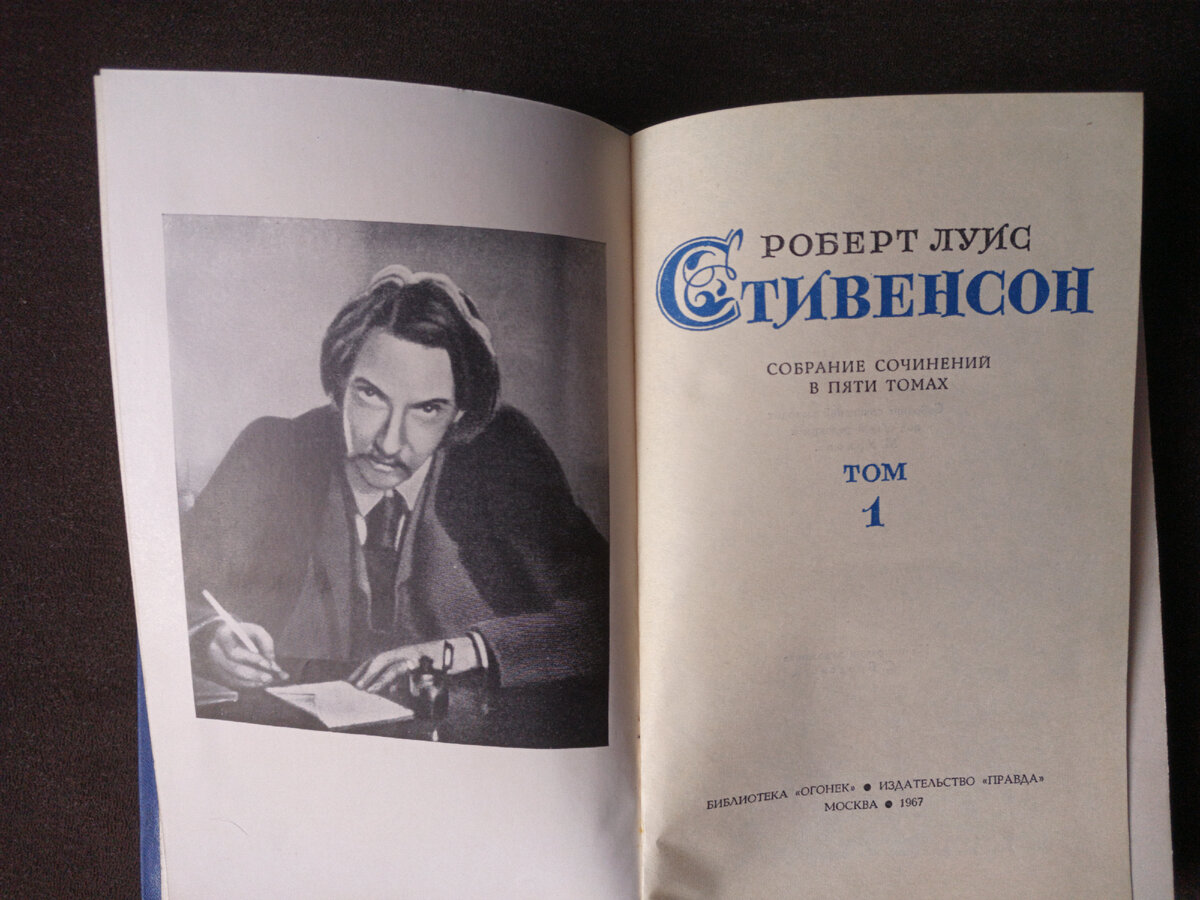 РОБЕРТ ЛУИС
СТИВЕНСОН
СОБРАНИЕ СОЧИНЕНИЙ
В ПЯТИ ТОМАХ
ТОМ
1
БИБЛИОТЕКА «ОГОНЕК» ● ИЗДАТЕЛЬСТВО «ПРАВДА»
МОСКВА ● 1967